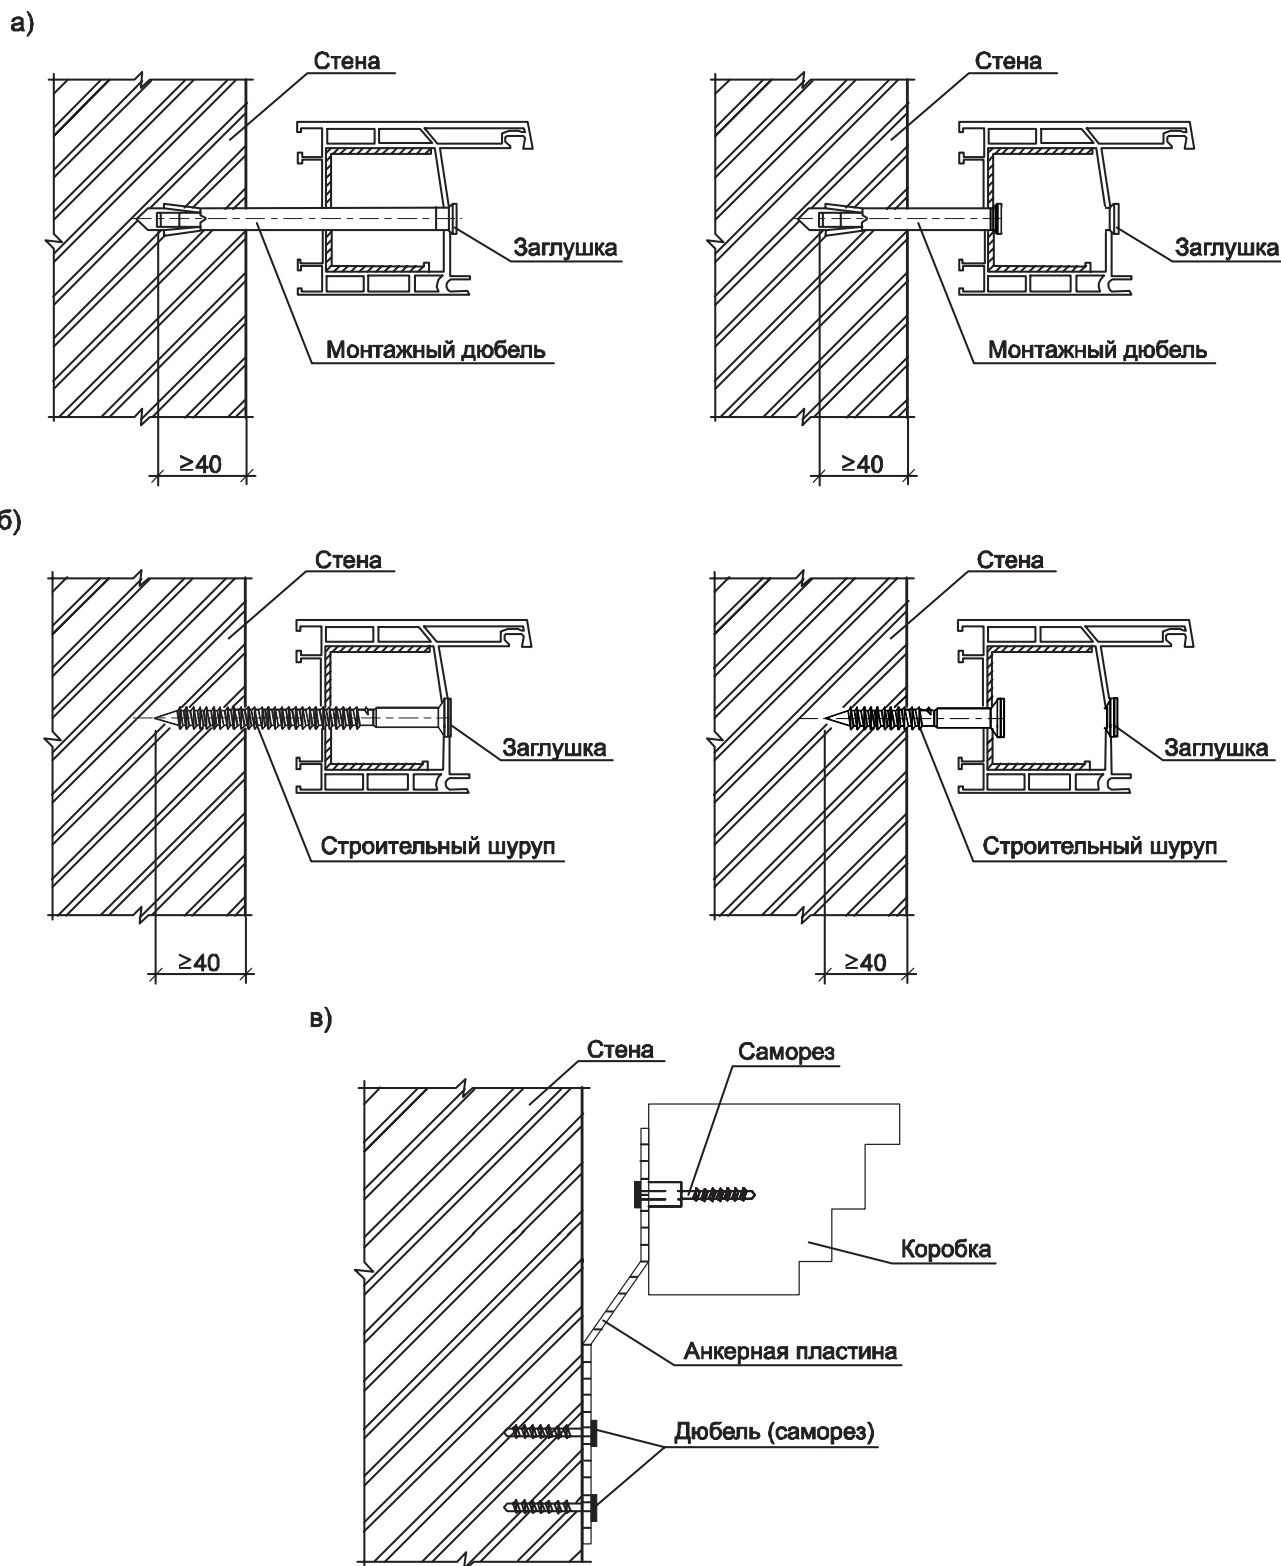 а)
Стена
Стена
Заглушка
Заглушка
Монтажный дюбель
Монтажный дюбель
≥40
≥40
б)
Стена
Стена
Заглушка
Заглушка
Строительный шуруп
Строительный шуруп
≥40
≥40
в)
Стена
Саморез
Коробка
Анкерная пластина
Дюбель (саморез)